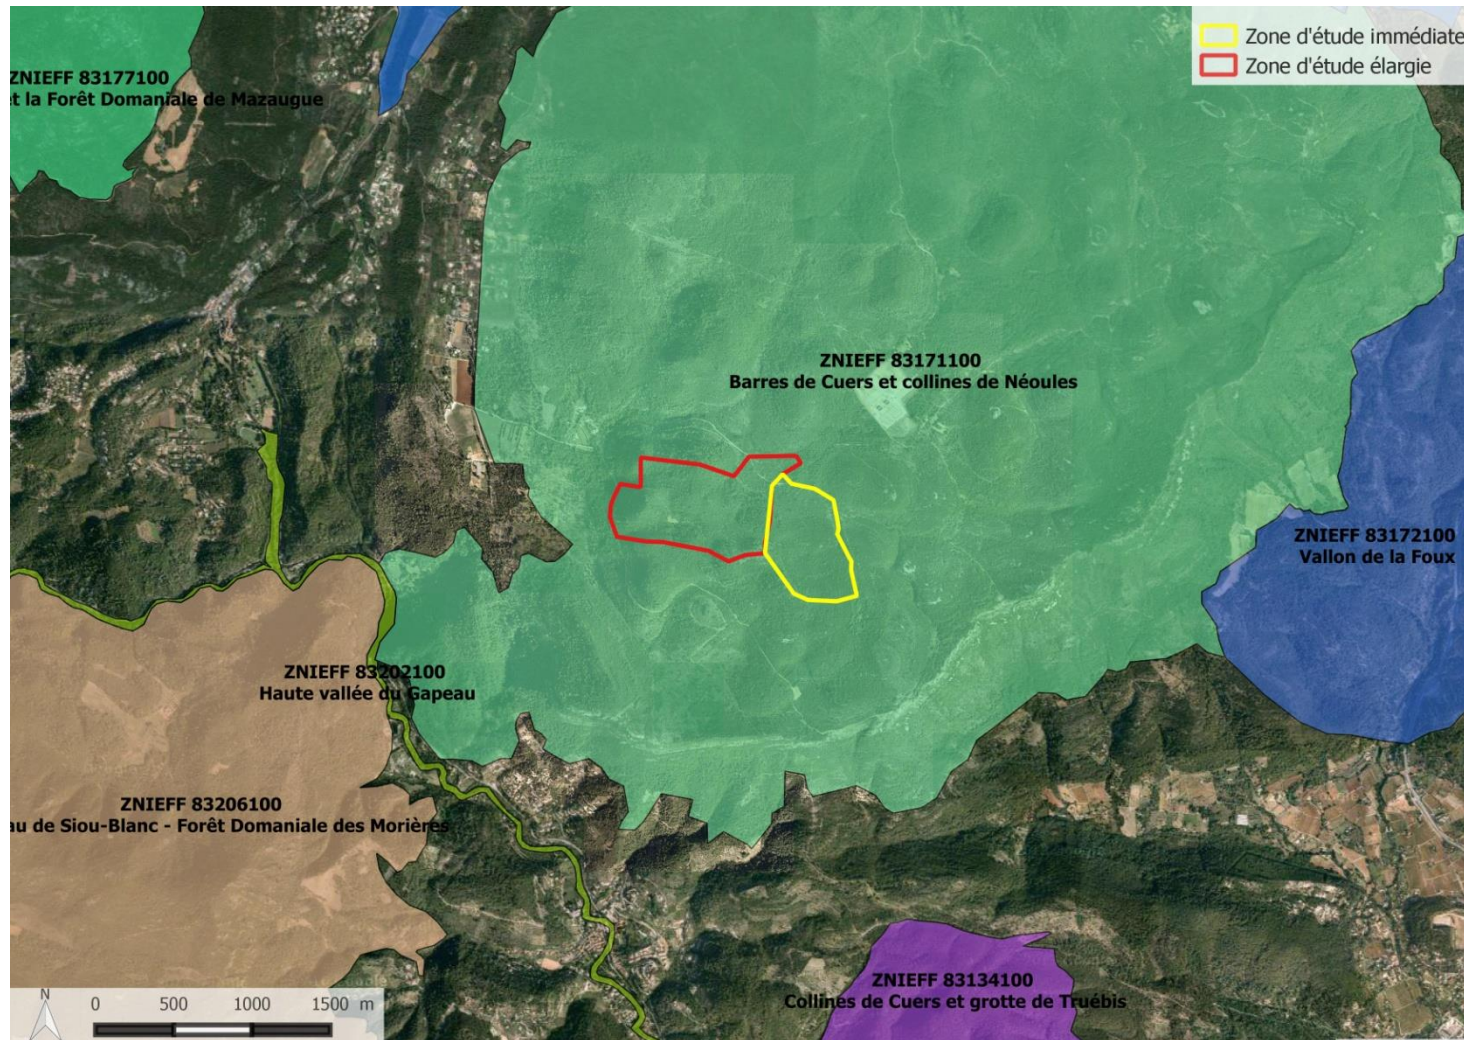 Zone d'étude immédiate
Zone d'étude élargie
ZNIEFF 83177100
et la Forêt Domaniale de Mazaugue
ZNIEFF 83171100
Barres de Cuers et collines de Néoules
ZNIEFF 83172100
Vallon de la Foux
ZNIEFF 83202100
Haute vallée du Gapeau
ZNIEFF 83206100
au de Siou-Blanc - Forêt Domaniale des Morières
ZNIEFF 83134100
Collines de Cuers et grotte de Truébis
N
0 500 1000 1500 m